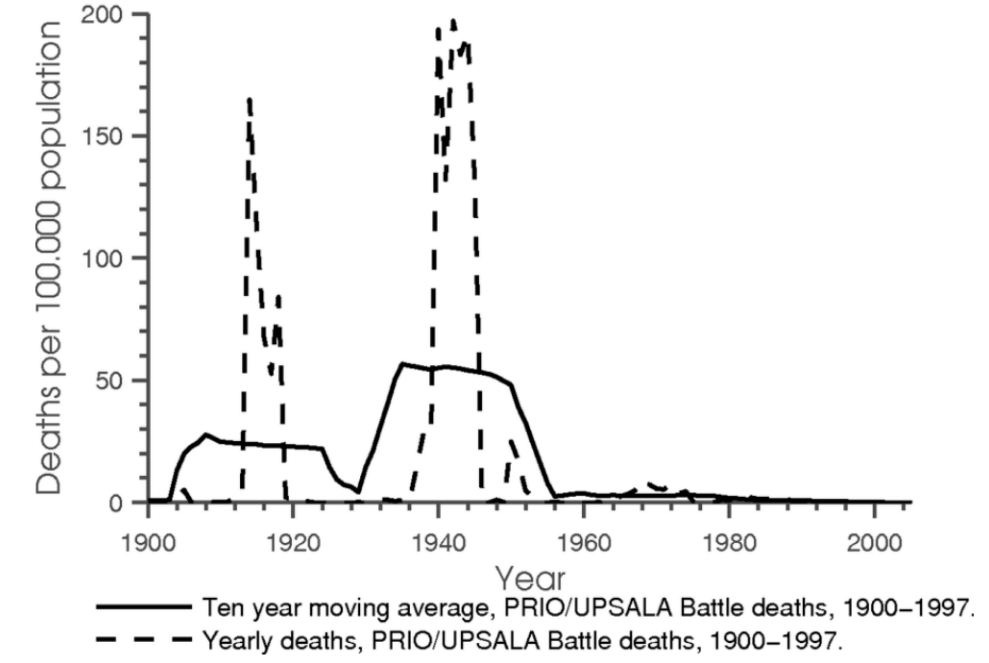 Deaths per 100.000 population
200
150
100
50
0
1900 1920 1940 1960 1980 2000
Year
Ten year moving average, PRIO/UPSALA Battle deaths, 1900–1997.
Yearly deaths, PRIO/UPSALA Battle deaths, 1900–1997.